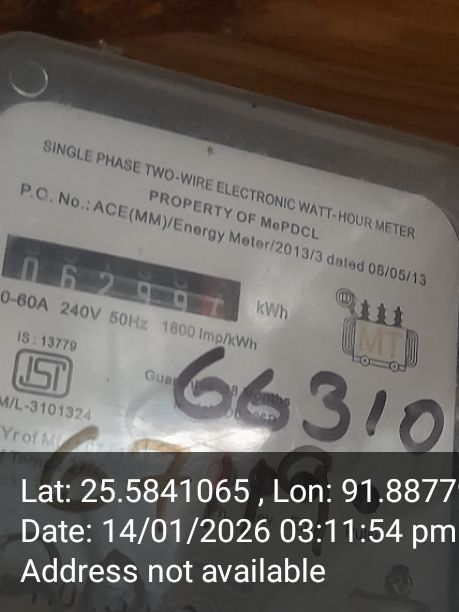 SINGLE PHASE TWO-WIRE ELECTRONIC WATT-HOUR METER
PROPERTY OF MePDCL
P.O. No.: ACE(MM)/Energy Meter/2013/3 dated 08/05/13
0 6 2 9 9
kWh
0-60A 240V 50Hz 1600 Imp/kWh
MT
IS : 13779
ISI
M/L-3101324
66310
Lat: 25.5841065 , Lon: 91.8877
Date: 14/01/2026 03:11:54 pm
Address not available